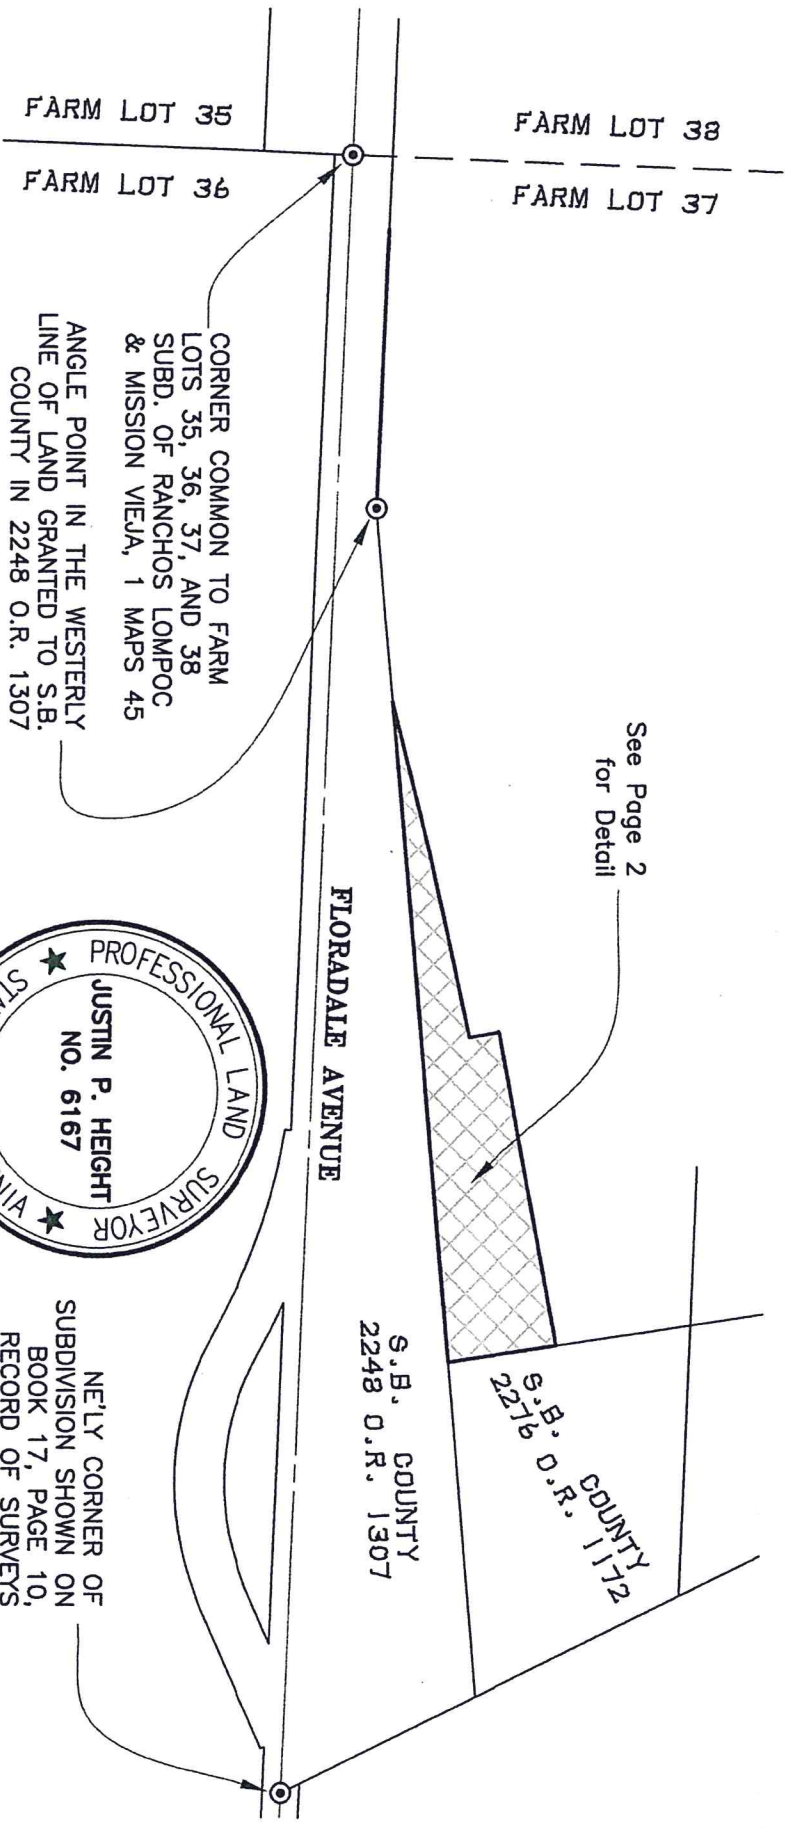 FARM LOT 35
FARM LOT 38
FARM LOT 36
FARM LOT 37
CORNER COMMON TO FARM
LOTS 35, 36, 37, AND 38
SUBD. OF RANCHOS LOMPOC
& MISSION VIEJA, 1 MAPS 45
ANGLE POINT IN THE WESTERLY
LINE OF LAND GRANTED TO S.B.
COUNTY IN 2248 O.R. 1307
See Page 2
for Detail
FLORADALE AVENUE
PROFESSIONAL LAND SURVEYOR
JUSTIN P. HEIGHT
NO. 6167
S.B. COUNTY
2248 O.R. 1307
S.B. COUNTY
2276 O.R. 1172
NE'LY CORNER OF
SUBDIVISION SHOWN ON
BOOK 17, PAGE 10,
RECORD OF SURVEYS